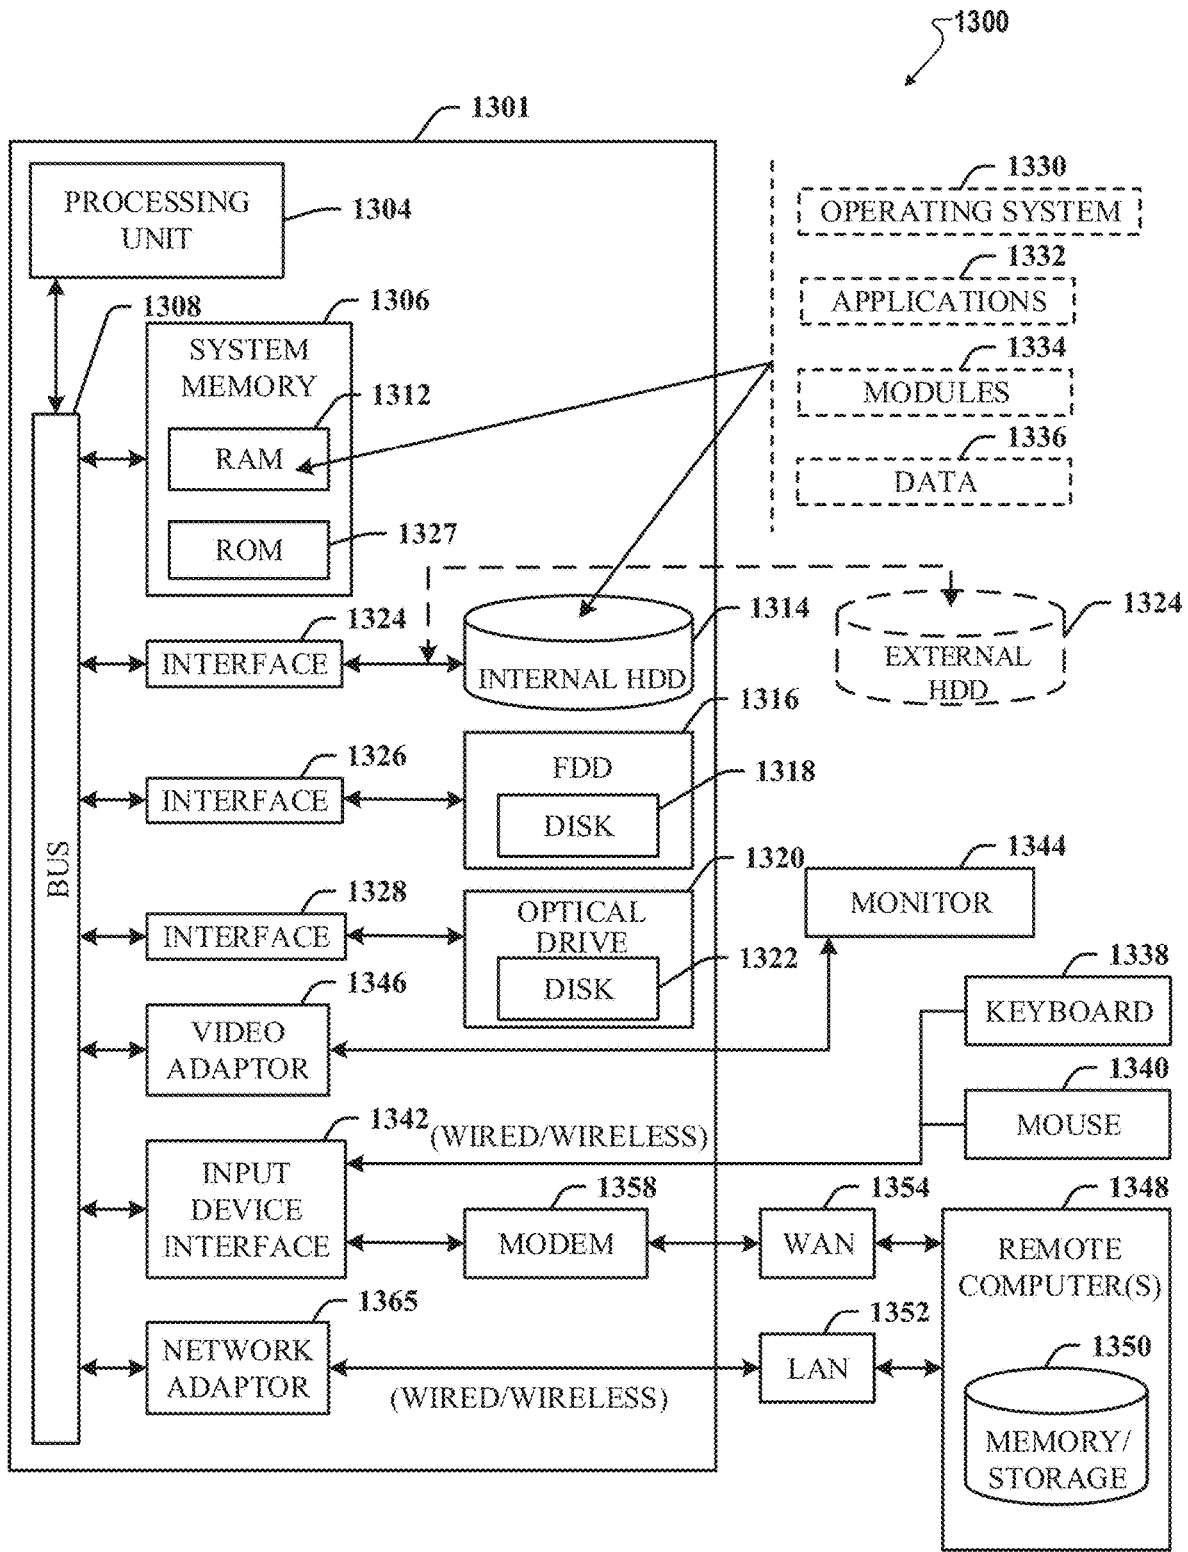 1300
1301
PROCESSING
UNIT
1304
1308
1306
SYSTEM
MEMORY
1312
RAM
ROM
1327
1330
OPERATING SYSTEM
1332
APPLICATIONS
1334
MODULES
1336
DATA
1324
INTERFACE
1314
INTERNAL HDD
1324
EXTERNAL
HDD
1316
1326
INTERFACE
FDD
1318
DISK
BUS
1320
1328
INTERFACE
OPTICAL
DRIVE
1322
DISK
1344
MONITOR
1346
VIDEO
ADAPTOR
1338
KEYBOARD
1340
MOUSE
1342
(WIRED/WIRELESS)
INPUT
DEVICE
INTERFACE
1358
MODEM
1354
WAN
1348
REMOTE
COMPUTER(S)
1365
NETWORK
ADAPTOR
(WIRED/WIRELESS)
1352
LAN
1350
MEMORY/
STORAGE